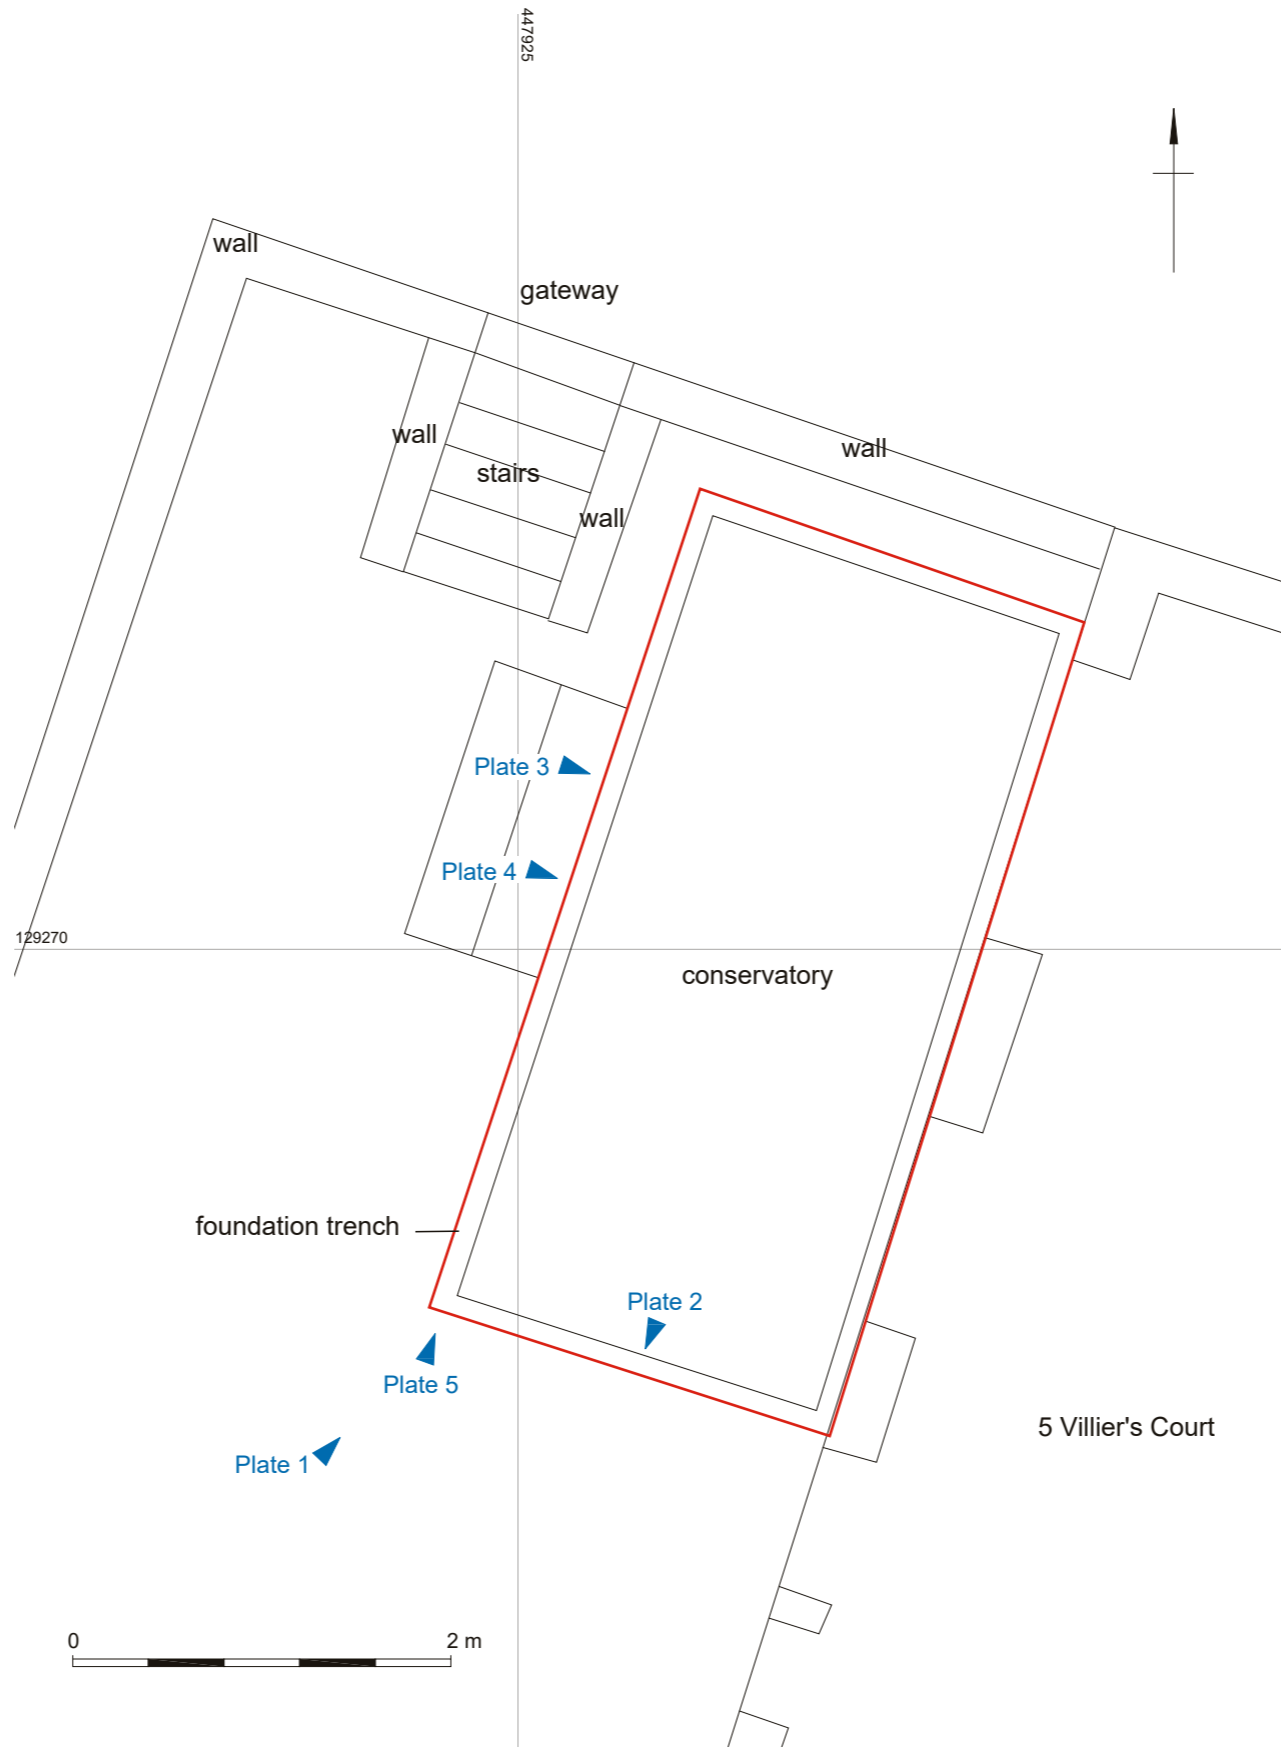 447925
wall
gateway
wall
wall
stairs
wall
Plate 3
Plate 4
129270
conservatory
foundation trench
Plate 2
Plate 5
5 Villier's Court
Plate 1
0 2 m